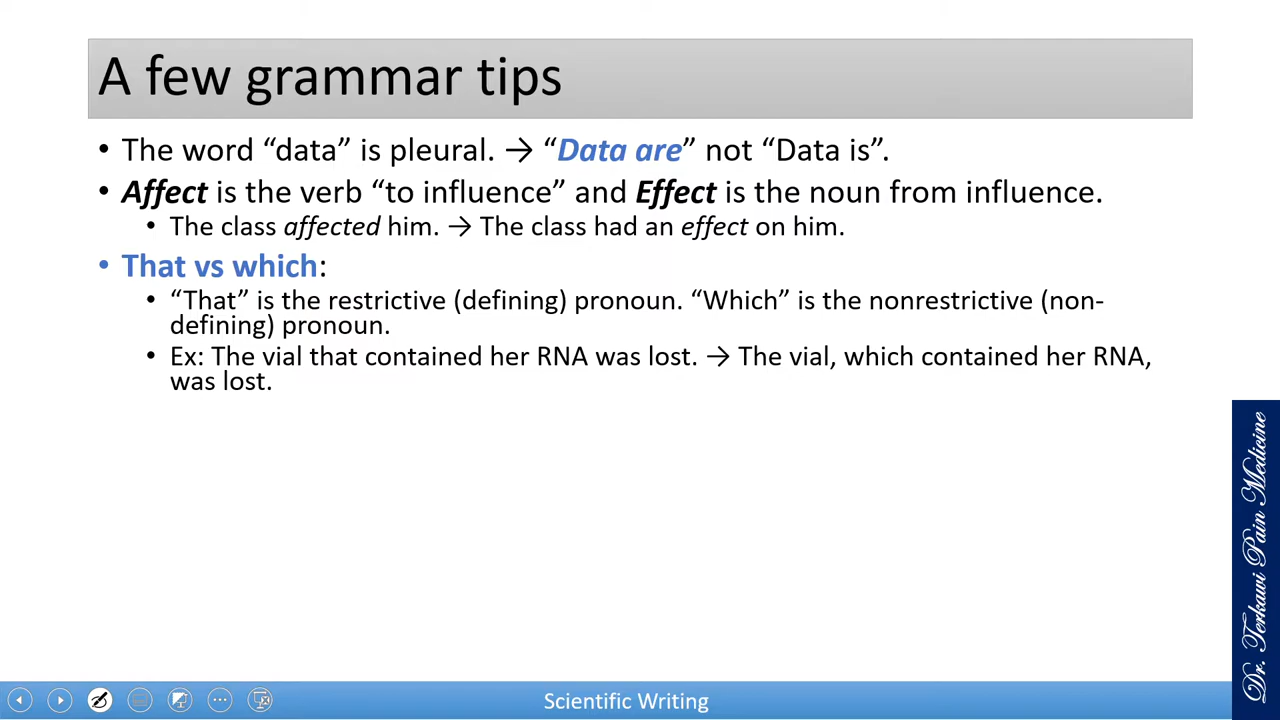 A few grammar tips
• The word “data” is pleural. → “Data are” not “Data is”.
• Affect is the verb “to influence” and Effect is the noun from influence.
• The class affected him. → The class had an effect on him.
• That vs which:
• “That” is the restrictive (defining) pronoun. “Which” is the nonrestrictive (non-
defining) pronoun.
• Ex: The vial that contained her RNA was lost. → The vial, which contained her RNA,
was lost.
Dr. Terkawi Pain Medicine
Scientific Writing